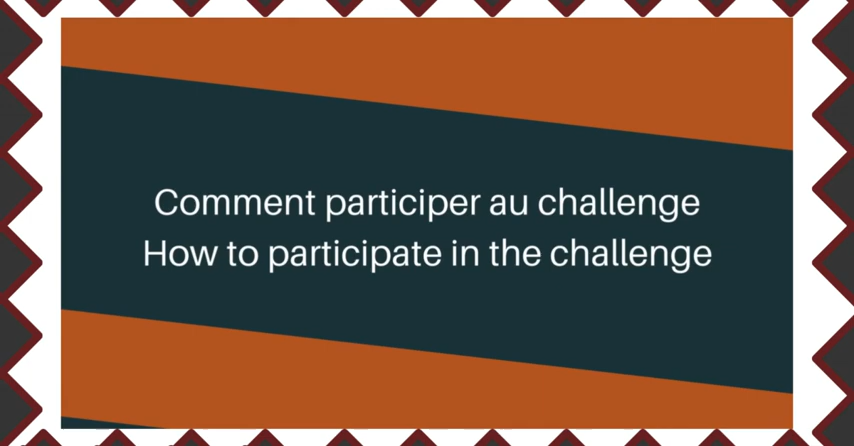 Comment participer au challenge
How to participate in the challenge